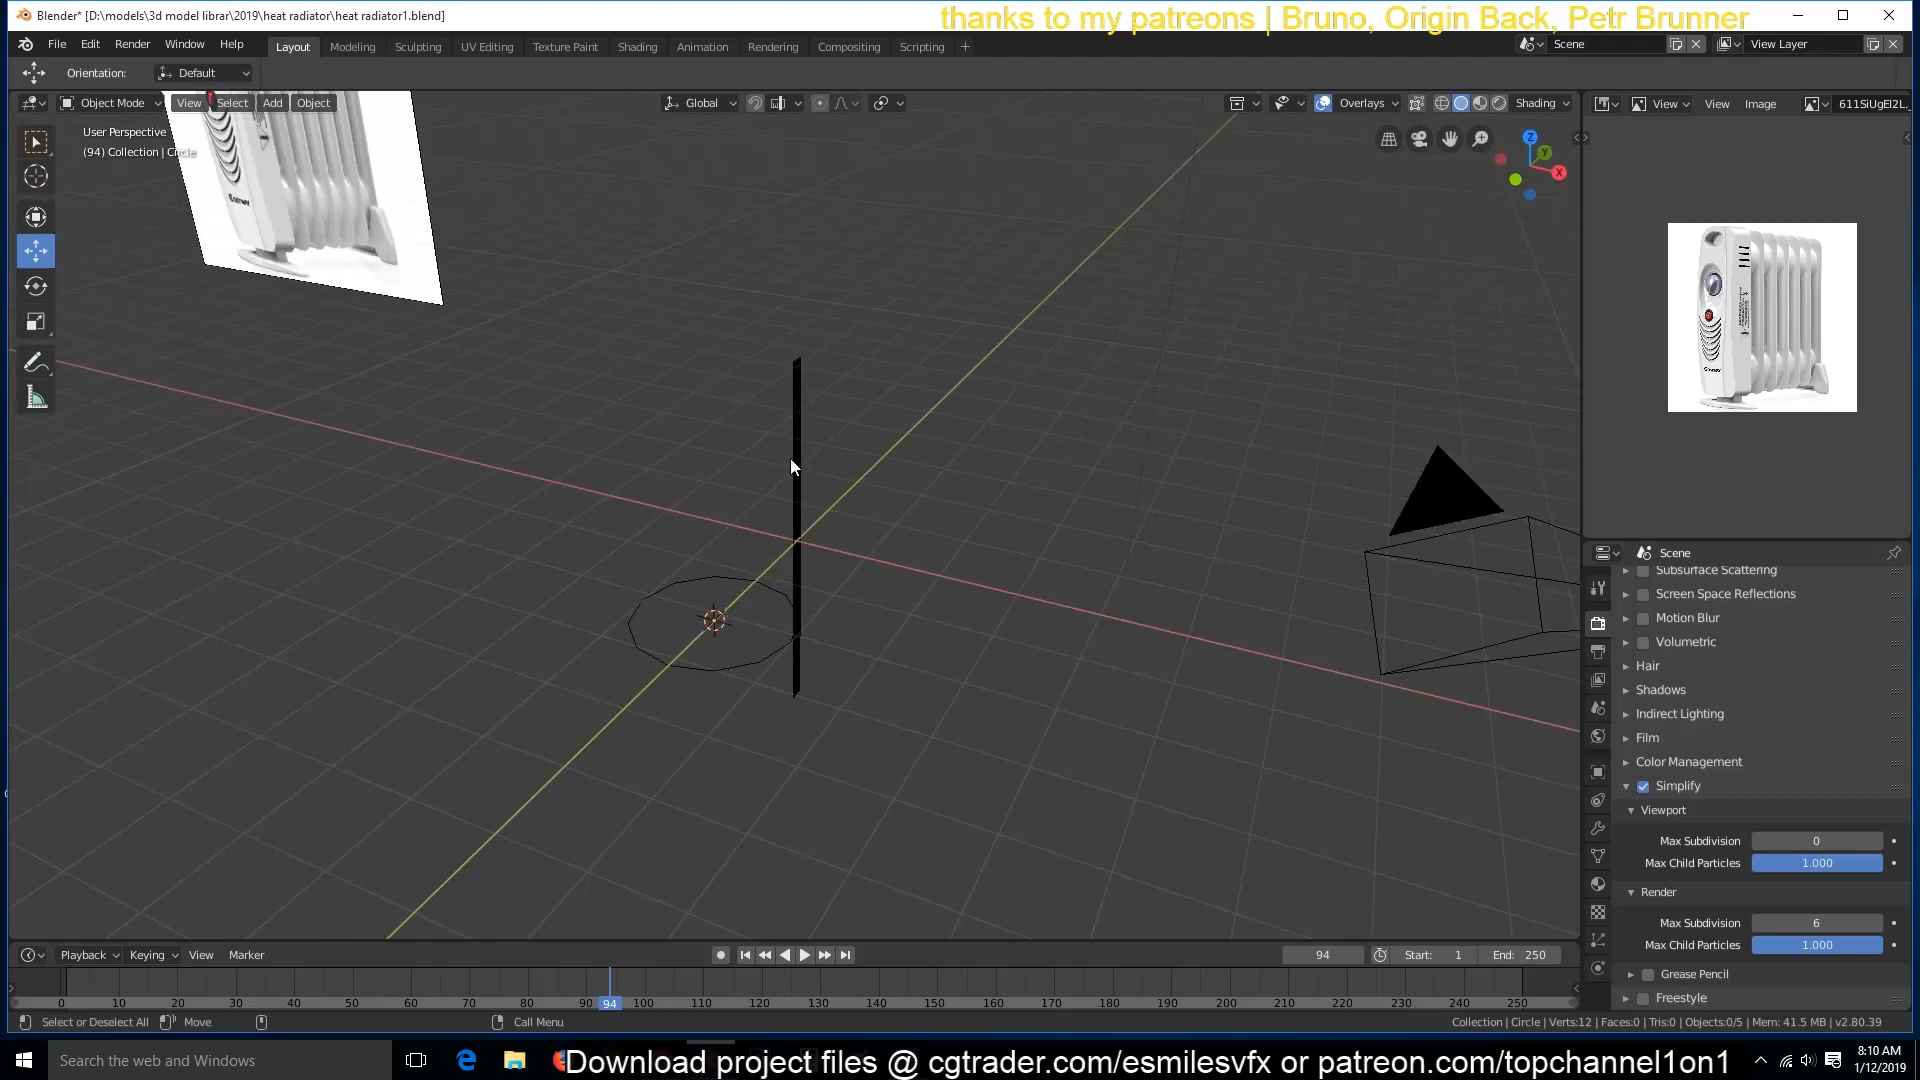 Blender* [D:\models\3d model librar\2019\heat radiator\heat radiator1.blend]
thanks to my patreons | Bruno, Origin Back, Petr Brunner
File Edit Render Window Help
Layout Modeling Sculpting UV Editing Texture Paint Shading Animation Rendering Compositing Scripting +
Scene
View Layer
Orientation: Default
Object Mode View Select Add Object
Global
Overlays
Shading
View View Image
611SiUgEl2L.
User Perspective
(94) Collection | Circle
Z
Y
X
Scene
Subsurface Scattering
Screen Space Reflections
Motion Blur
Volumetric
Hair
Shadows
Indirect Lighting
Film
Color Management
Simplify
Viewport
Max Subdivision 0
Max Child Particles 1.000
Render
Max Subdivision 6
Max Child Particles 1.000
Grease Pencil
Freestyle
Playback Keying View Marker
94
Start: 1
End: 250
0 10 20 30 40 50 60 70 80 90 94 100 110 120 130 140 150 160 170 180 190 200 210 220 230 240 250
Select or Deselect All Move Call Menu
Collection | Circle | Verts:12 | Faces:0 | Tris:0 | Objects:0/5 | Mem: 41.5 MB | v2.80.39
Search the web and Windows
Download project files @ cgtrader.com/esmilesvfx or patreon.com/topchannel1on1
8:10 AM
1/12/2019